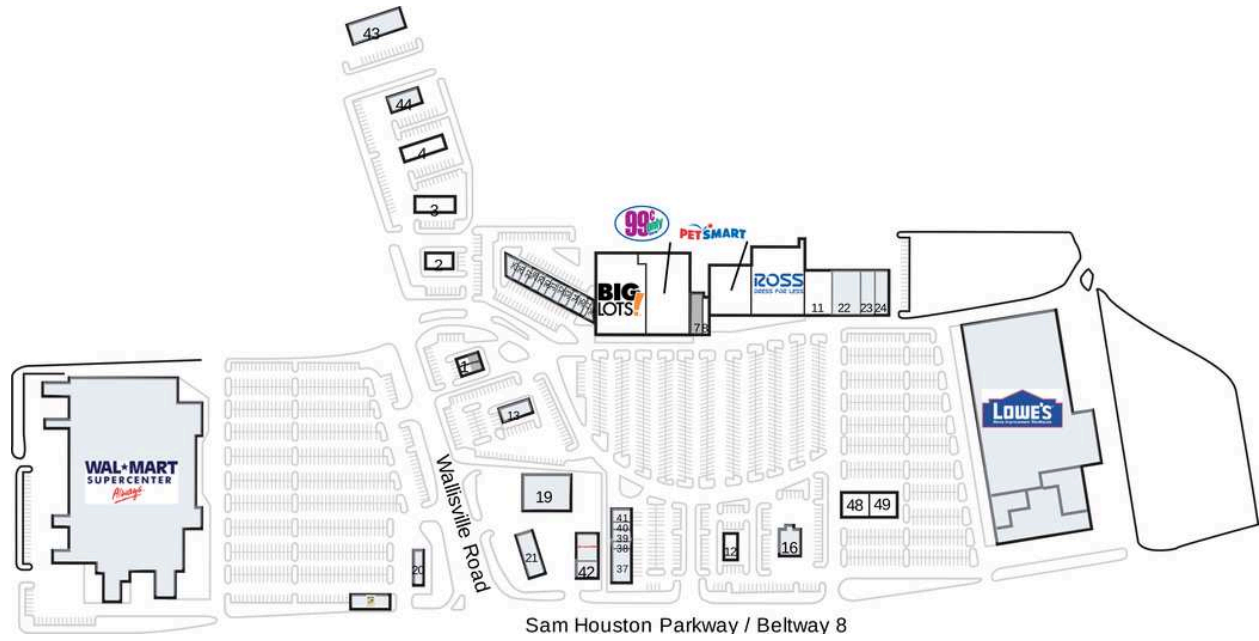 43
44
4
3
2
99¢
only
PETSMART
BIG
LOTS!
ROSS
DRESS FOR LESS
11
22
23
24
7
8
1
13
LOWE'S
WAL★MART
SUPERCENTER
Always
Wallisville Road
19
48
49
41
40
39
38
37
42
21
20
12
16
Sam Houston Parkway / Beltway 8